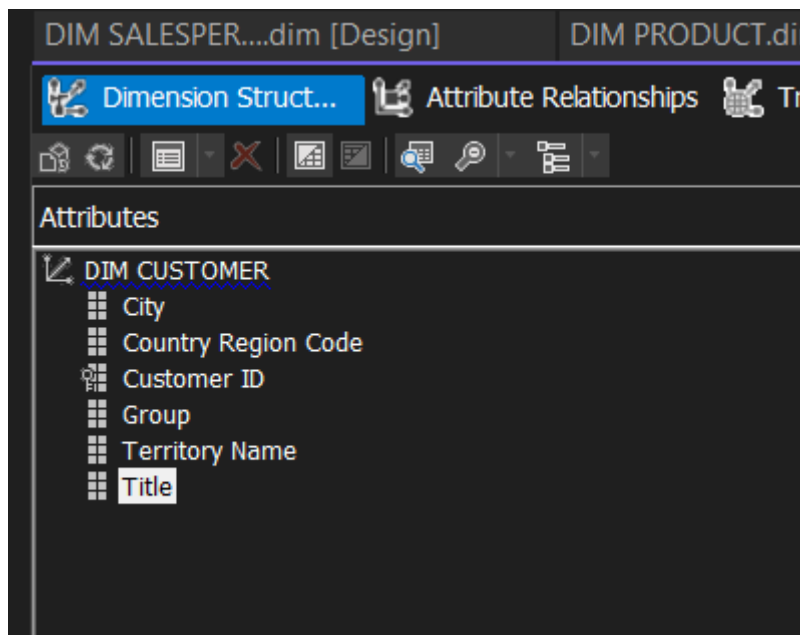 DIM SALESPER....dim [Design] DIM PRODUCT.di
Dimension Struct... Attribute Relationships Tr
Attributes
DIM CUSTOMER
City
Country Region Code
Customer ID
Group
Territory Name
Title